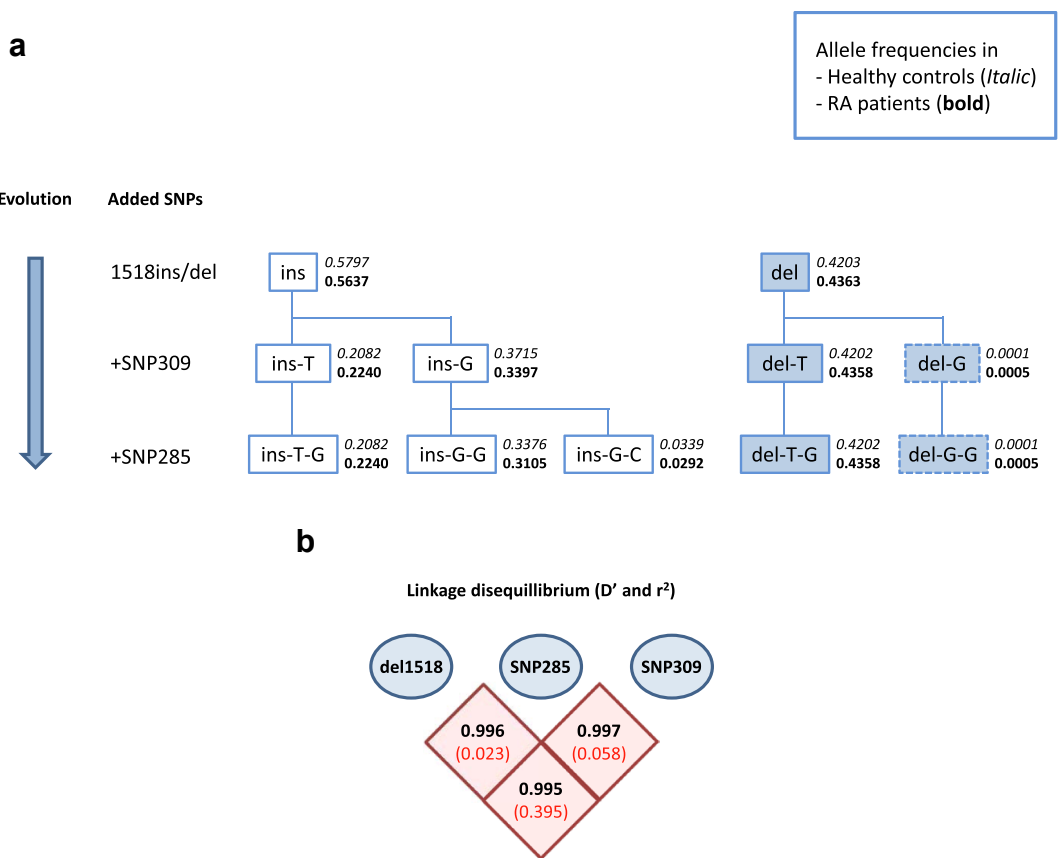 a
Allele frequencies in
- Healthy controls (Italic)
- RA patients (bold)
Evolution
Added SNPs
1518ins/del
ins
0.5797
0.5637
del
0.4203
0.4363
+SNP309
ins-T
0.2082
0.2240
ins-G
0.3715
0.3397
del-T
0.4202
0.4358
del-G
0.0001
0.0005
+SNP285
ins-T-G
0.2082
0.2240
ins-G-G
0.3376
0.3105
ins-G-C
0.0339
0.0292
del-T-G
0.4202
0.4358
del-G-G
0.0001
0.0005
b
Linkage disequillibrium (D’ and r²)
del1518
SNP285
SNP309
0.996
(0.023)
0.997
(0.058)
0.995
(0.395)